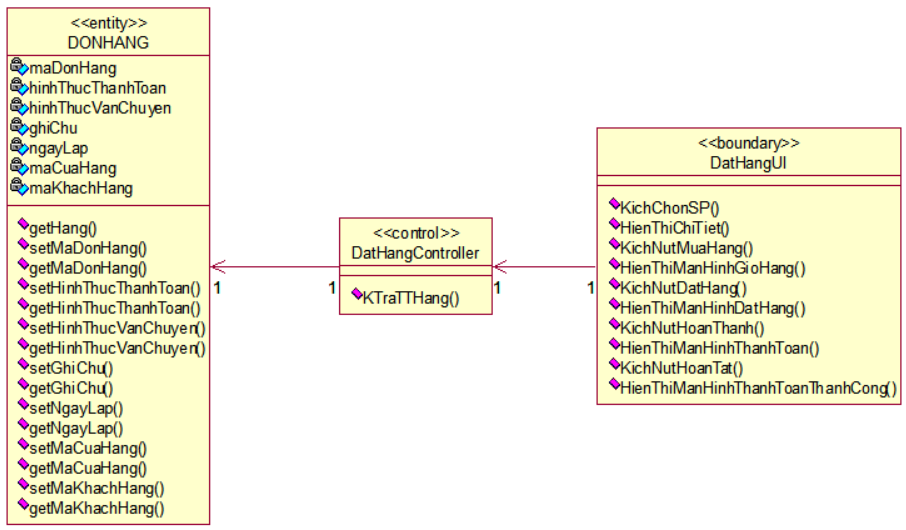 <<entity>>
DONHANG
maDonHang
hinhThucThanhToan
hinhThucVanChuyen
ghiChu
ngayLap
maCuaHang
maKhachHang
getHang()
setMaDonHang()
getMaDonHang()
setHinhThucThanhToan()
getHinhThucThanhToan()
setHinhThucVanChuyen()
getHinhThucVanChuyen()
setGhiChu()
getGhiChu()
setNgayLap()
getNgayLap()
setMaCuaHang()
getMaCuaHang()
setMaKhachHang()
getMaKhachHang()
1
1
<<control>>
DatHangController
KTraTTHang()
1
1
<<boundary>>
DatHangUI
KichChonSP()
HienThiChiTiet()
KichNutMuaHang()
HienThiManHinhGioHang()
KichNutDatHang()
HienThiManHinhDatHang()
KichNutHoanThanh()
HienThiManHinhThanhToan()
KichNutHoanTat()
HienThiManHinhThanhToanThanhCong()